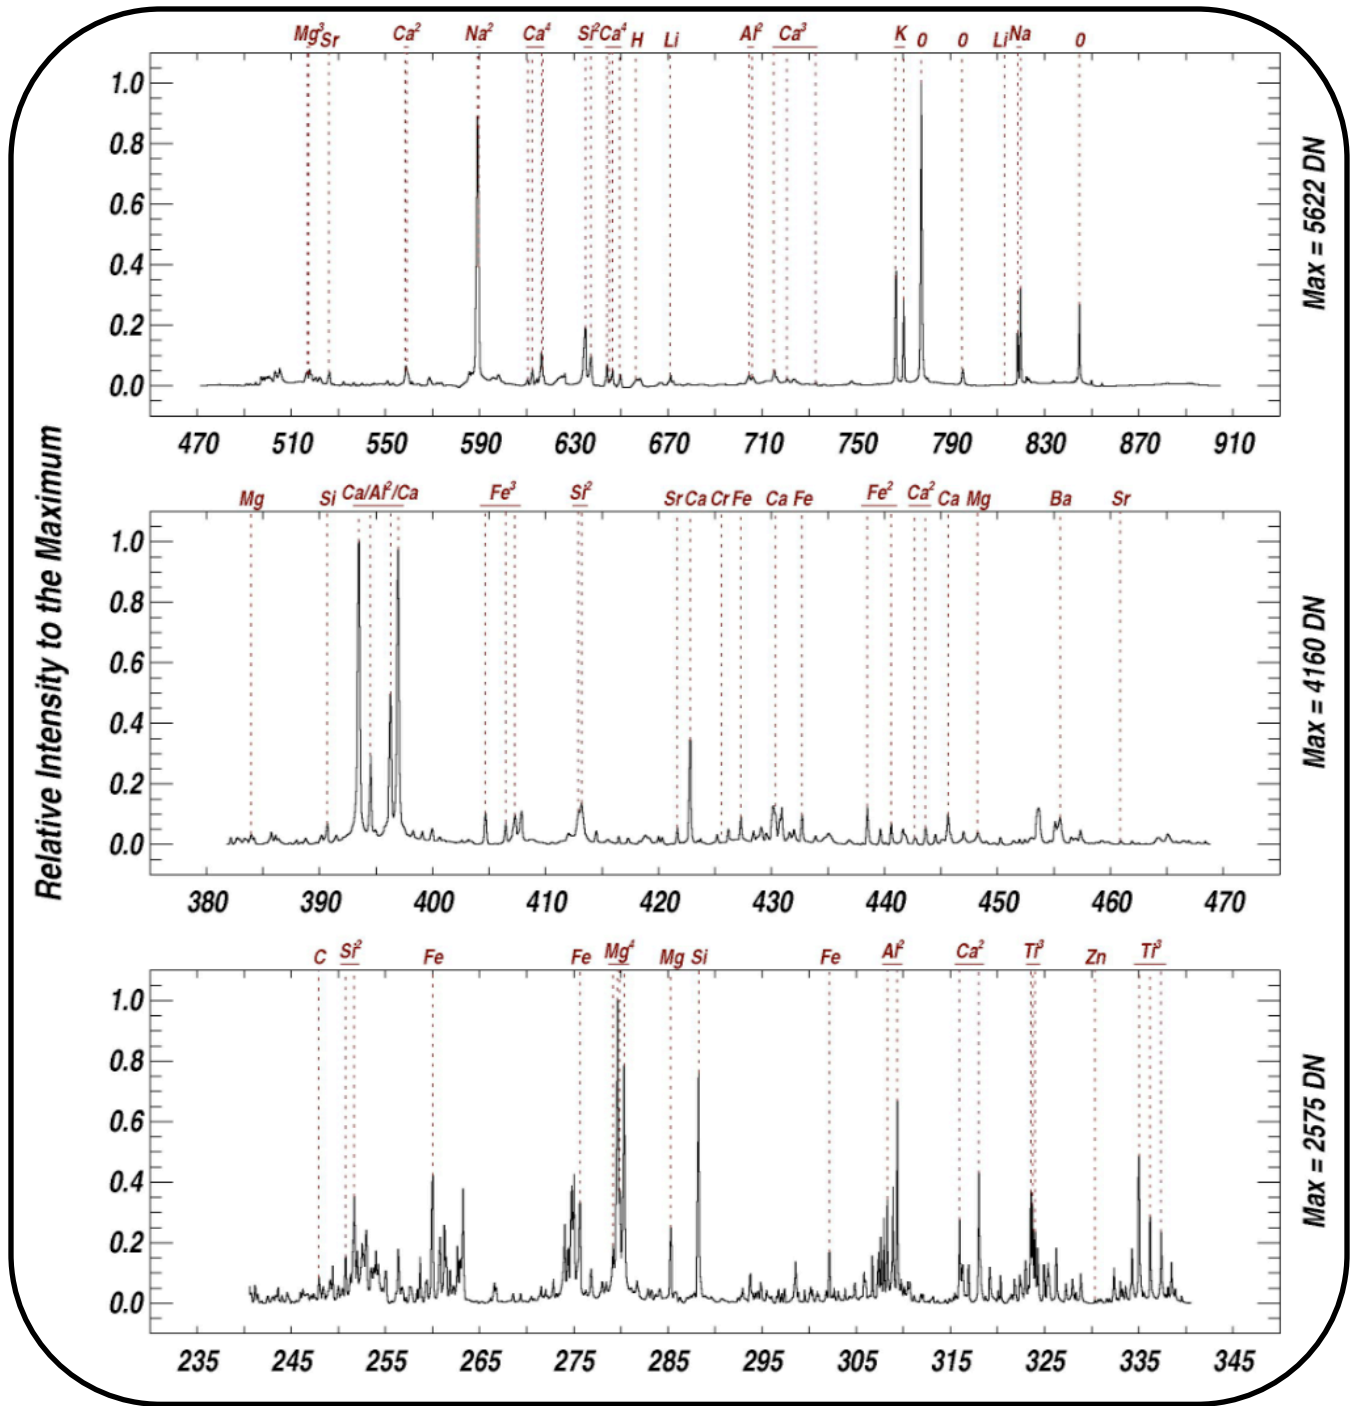 Mg³ Sr Ca² Na² Ca⁴ Si² Ca⁴ H Li Al² Ca³ K O O Li Na O
1.0
0.8
0.6
0.4
0.2
0.0
470 510 550 590 630 670 710 750 790 830 870 910
Max = 5622 DN
Relative Intensity to the Maximum
Mg Si Ca/Al²/Ca Fe³ Si² Sr Ca Cr Fe Ca Fe Fe² Ca² Ca Mg Ba Sr
1.0
0.8
0.6
0.4
0.2
0.0
380 390 400 410 420 430 440 450 460 470
Max = 4160 DN
C Si² Fe Fe Mg⁴ Mg Si Fe Al² Ca² Ti³ Zn Ti³
1.0
0.8
0.6
0.4
0.2
0.0
235 245 255 265 275 285 295 305 315 325 335 345
Max = 2575 DN